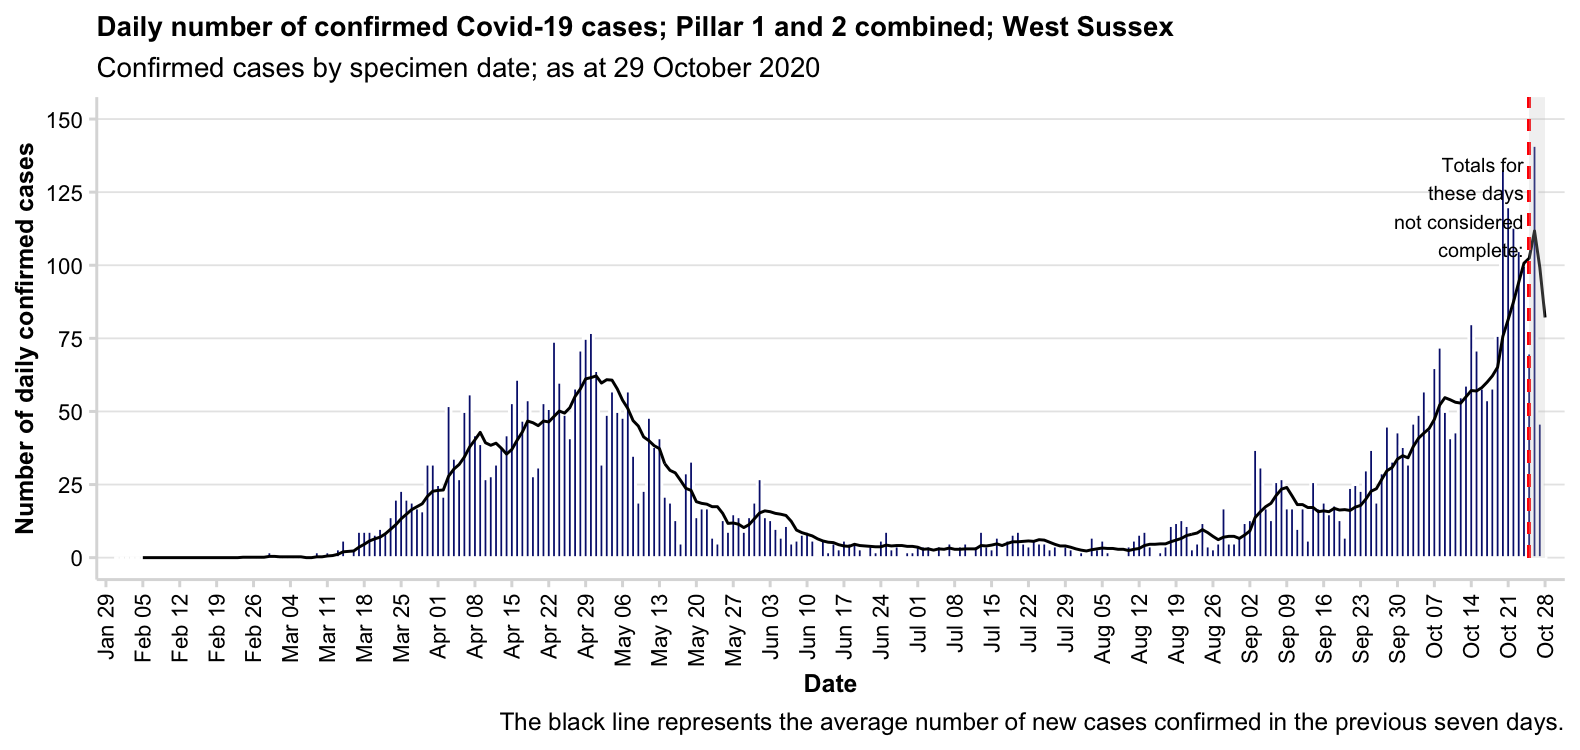 Daily number of confirmed Covid-19 cases; Pillar 1 and 2 combined; West Sussex
Confirmed cases by specimen date; as at 29 October 2020
Number of daily confirmed cases
150
125
100
75
50
25
0
Totals for
these days
not considered
complete.
Jan 29
Feb 05
Feb 12
Feb 19
Feb 26
Mar 04
Mar 11
Mar 18
Mar 25
Apr 01
Apr 08
Apr 15
Apr 22
Apr 29
May 06
May 13
May 20
May 27
Jun 03
Jun 10
Jun 17
Jun 24
Jul 01
Jul 08
Jul 15
Jul 22
Jul 29
Aug 05
Aug 12
Aug 19
Aug 26
Sep 02
Sep 09
Sep 16
Sep 23
Sep 30
Oct 07
Oct 14
Oct 21
Oct 28
Date
The black line represents the average number of new cases confirmed in the previous seven days.